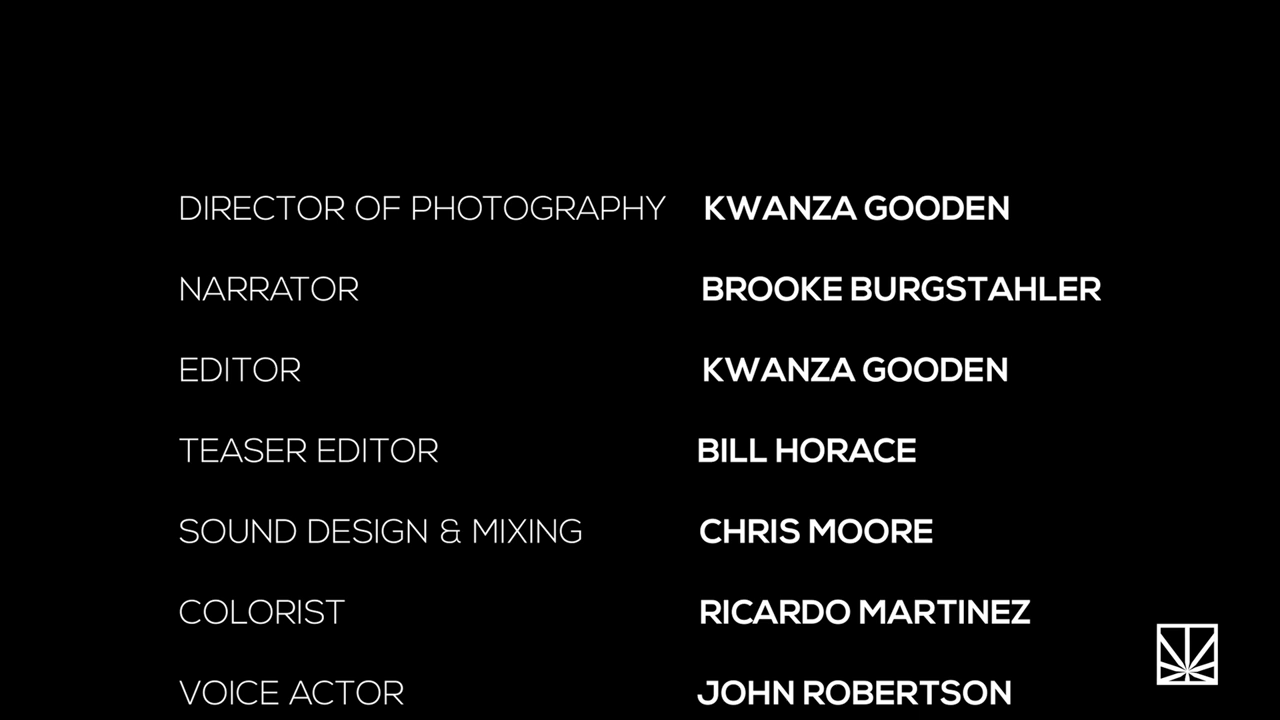 DIRECTOR OF PHOTOGRAPHY KWANZA GOODEN
NARRATOR BROOKE BURGSTAHLER
EDITOR KWANZA GOODEN
TEASER EDITOR BILL HORACE
SOUND DESIGN & MIXING CHRIS MOORE
COLORIST RICARDO MARTINEZ
VOICE ACTOR JOHN ROBERTSON